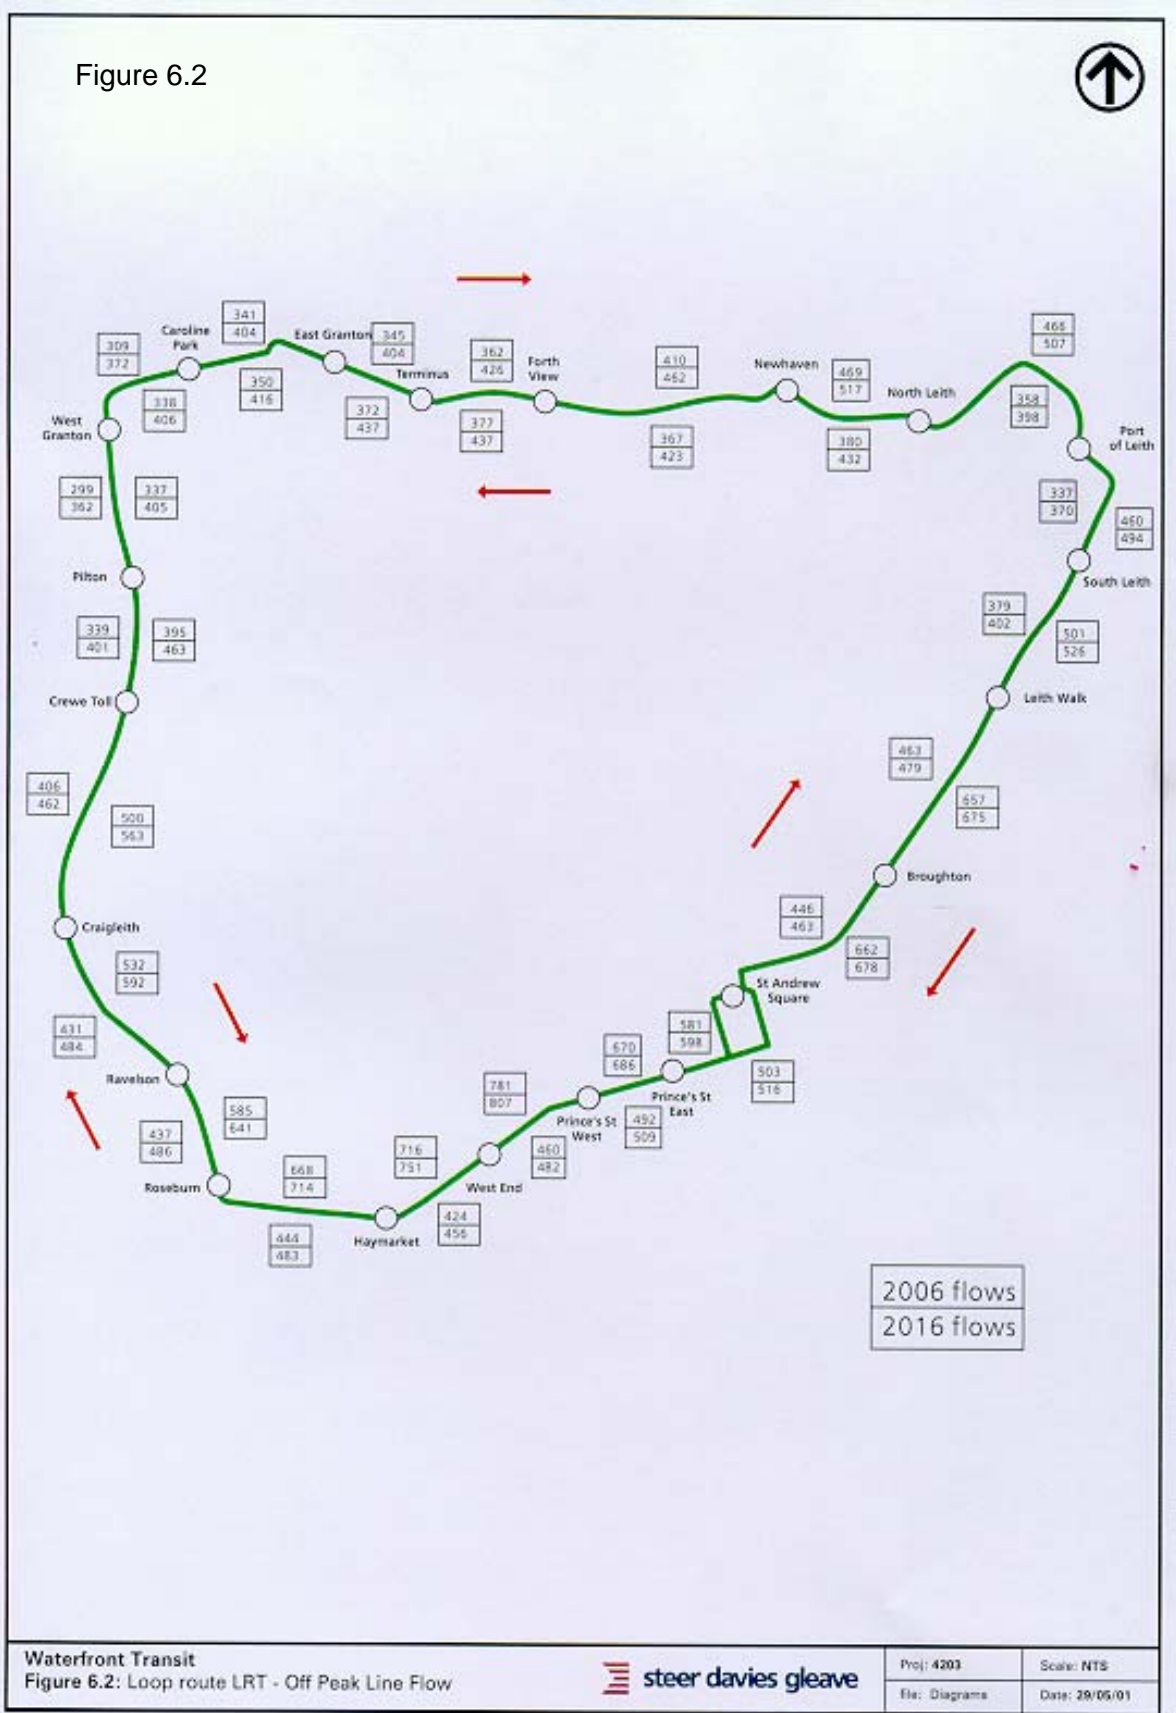 Figure 6.2
341
404
Caroline
Park
East Granton
345
404
309
372
362
426
Forth
View
410
462
Newhaven
469
517
466
507
Terminus
North Leith
350
416
338
406
372
437
377
437
367
423
380
432
358
398
West
Granton
Port
of Leith
299
362
337
405
337
370
460
494
Pilton
South Leith
339
401
395
463
379
402
501
526
Crewe Toll
Leith Walk
406
462
500
563
463
479
657
675
Broughton
446
463
Craigleith
662
678
532
592
St Andrew
Square
431
484
581
598
670
686
503
516
Ravelson
781
807
Prince's St
East
585
641
Prince's St
West
492
509
437
486
716
751
460
482
668
714
Roseburn
West End
424
456
Haymarket
444
483
2006 flows
2016 flows
Waterfront Transit
Figure 6.2: Loop route LRT - Off Peak Line Flow
steer davies gleave
Proj: 4203
Scale: NTS
File: Diagrams
Date: 29/05/01